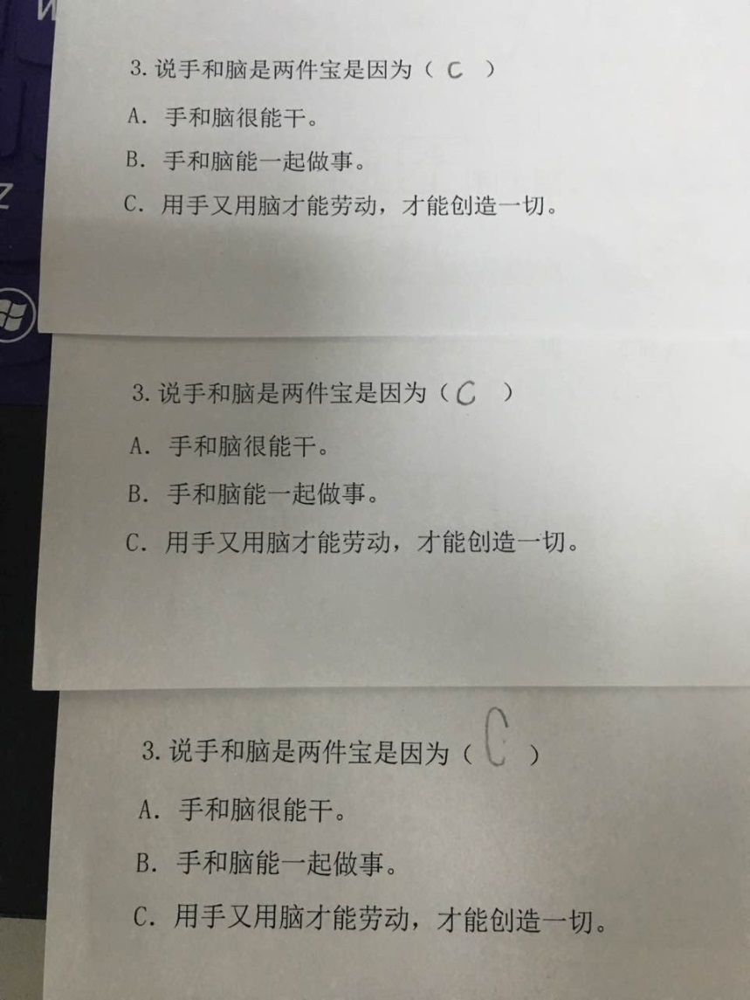 N
Z
3. 说手和脑是两件宝是因为（ C ）
A. 手和脑很能干。
B. 手和脑能一起做事。
C. 用手又用脑才能劳动，才能创造一切。
3. 说手和脑是两件宝是因为（C ）
A. 手和脑很能干。
B. 手和脑能一起做事。
C. 用手又用脑才能劳动，才能创造一切。
3. 说手和脑是两件宝是因为（ C ）
A. 手和脑很能干。
B. 手和脑能一起做事。
C. 用手又用脑才能劳动，才能创造一切。